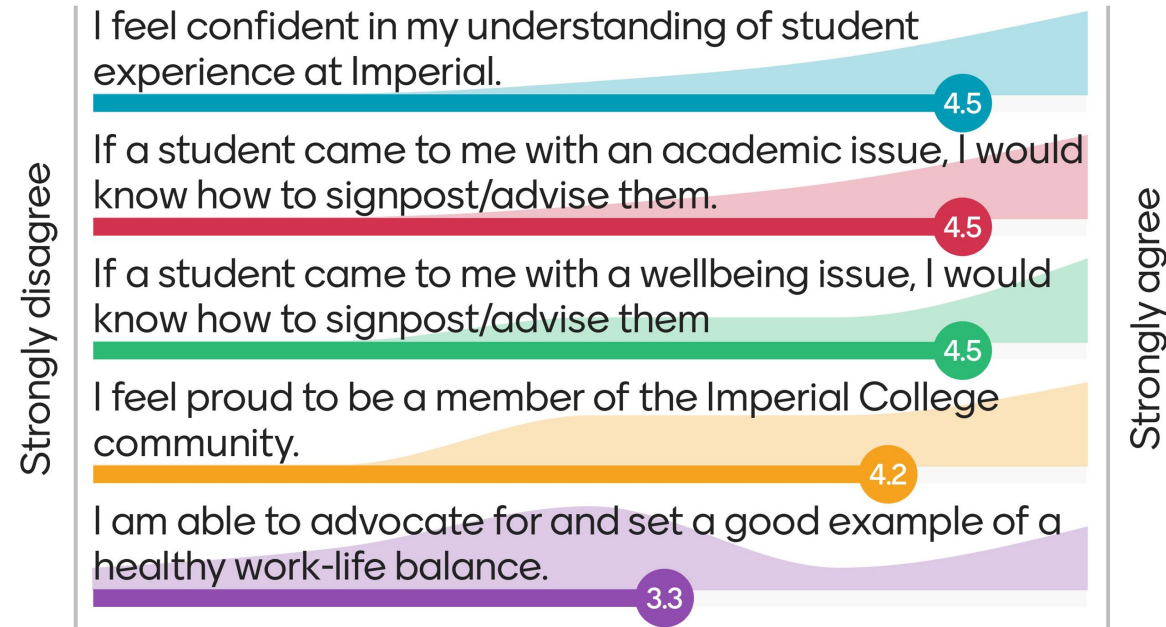 Strongly disagree
I feel confident in my understanding of student
experience at Imperial.
4.5
If a student came to me with an academic issue, I would
know how to signpost/advise them.
4.5
If a student came to me with a wellbeing issue, I would
know how to signpost/advise them
4.5
I feel proud to be a member of the Imperial College
community.
4.2
I am able to advocate for and set a good example of a
healthy work-life balance.
3.3
Strongly agree